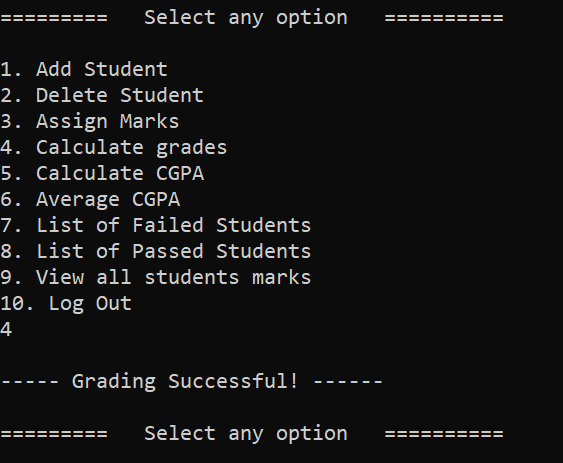 =========   Select any option   ==========
1. Add Student
2. Delete Student
3. Assign Marks
4. Calculate grades
5. Calculate CGPA
6. Average CGPA
7. List of Failed Students
8. List of Passed Students
9. View all students marks
10. Log Out
4
----- Grading Successful! ------
=========   Select any option   ==========